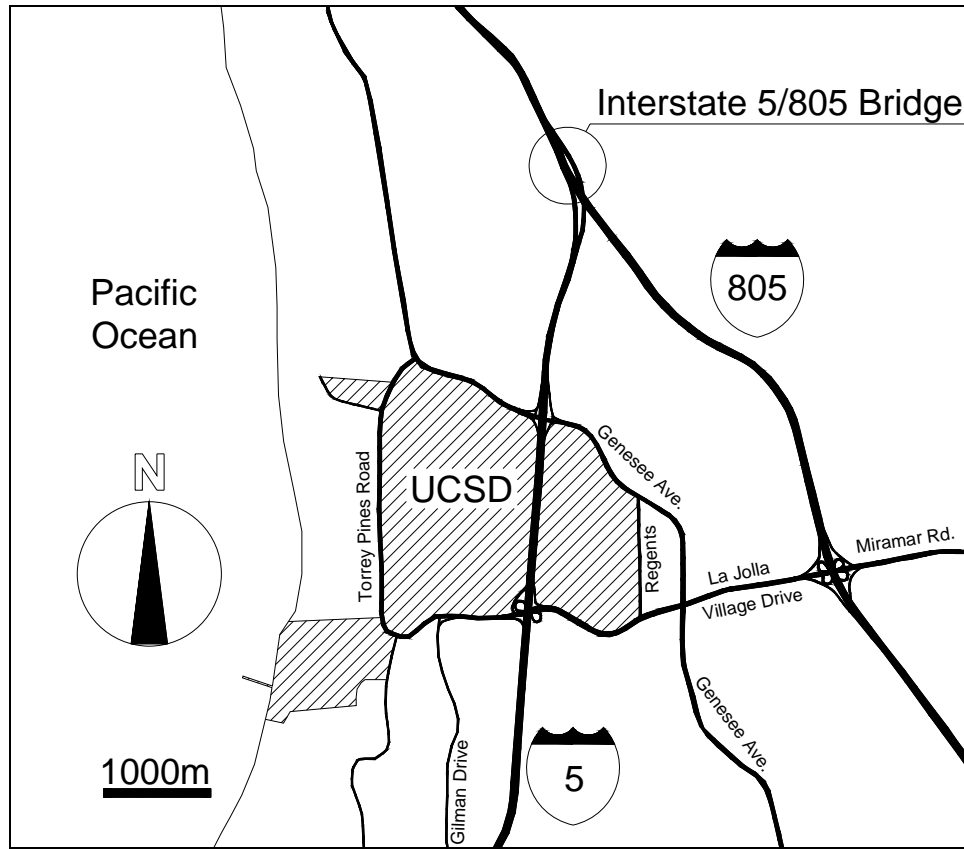 Interstate 5/805 Bridge
805
Pacific
Ocean
Genesee Ave.
N
UCSD
Torrey Pines Road
Regents
La Jolla
Village Drive
Miramar Rd.
Genesee Ave.
1000m
Gilman Drive
5